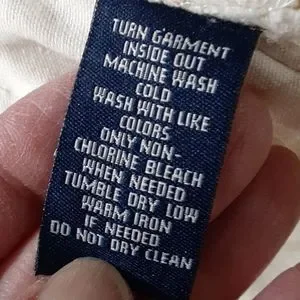 TURN GARMENT
INSIDE OUT
MACHINE WASH
COLD
WASH WITH LIKE
COLORS
ONLY NON-
CHLORINE BLEACH
WHEN NEEDED
TUMBLE DRY LOW
WARM IRON
IF NEEDED
DO NOT DRY CLEAN